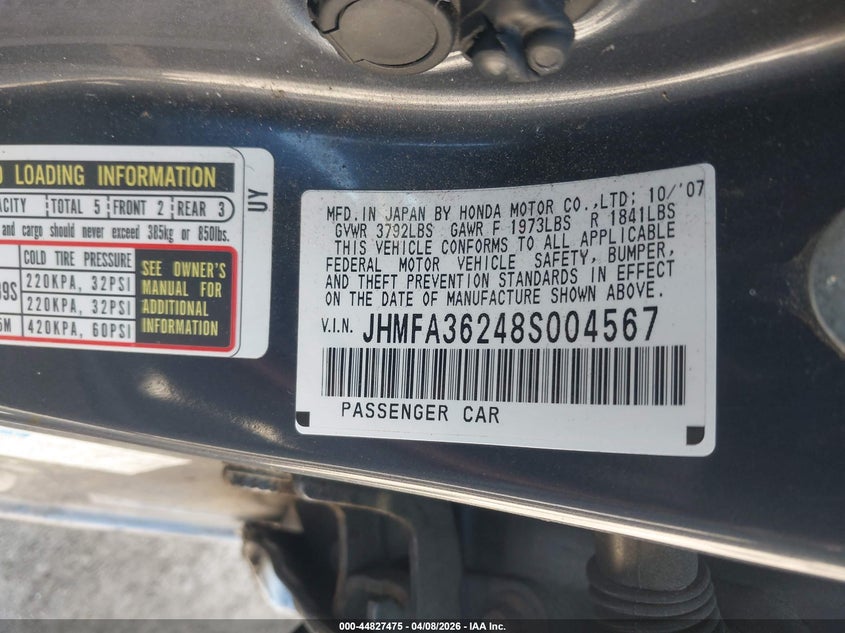 LOADING INFORMATION
TOTAL 5 FRONT 2 REAR 3
and cargo should never exceed 385kg or 850lbs.
COLD TIRE PRESSURE
220KPA, 32PSI
220KPA, 32PSI
420KPA, 60PSI
SEE OWNER'S
MANUAL FOR
ADDITIONAL
INFORMATION
UY
MFD. IN JAPAN BY HONDA MOTOR CO.,LTD; 10/'07
GVWR 3792LBS GAWR F 1973LBS R 1841LBS
THIS VEHICLE CONFORMS TO ALL APPLICABLE
FEDERAL MOTOR VEHICLE SAFETY, BUMPER,
AND THEFT PREVENTION STANDARDS IN EFFECT
ON THE DATE OF MANUFACTURE SHOWN ABOVE.
V.I.N. JHMFA36248S004567
PASSENGER CAR
000-44827475 - 04/08/2026 - IAA, Inc.